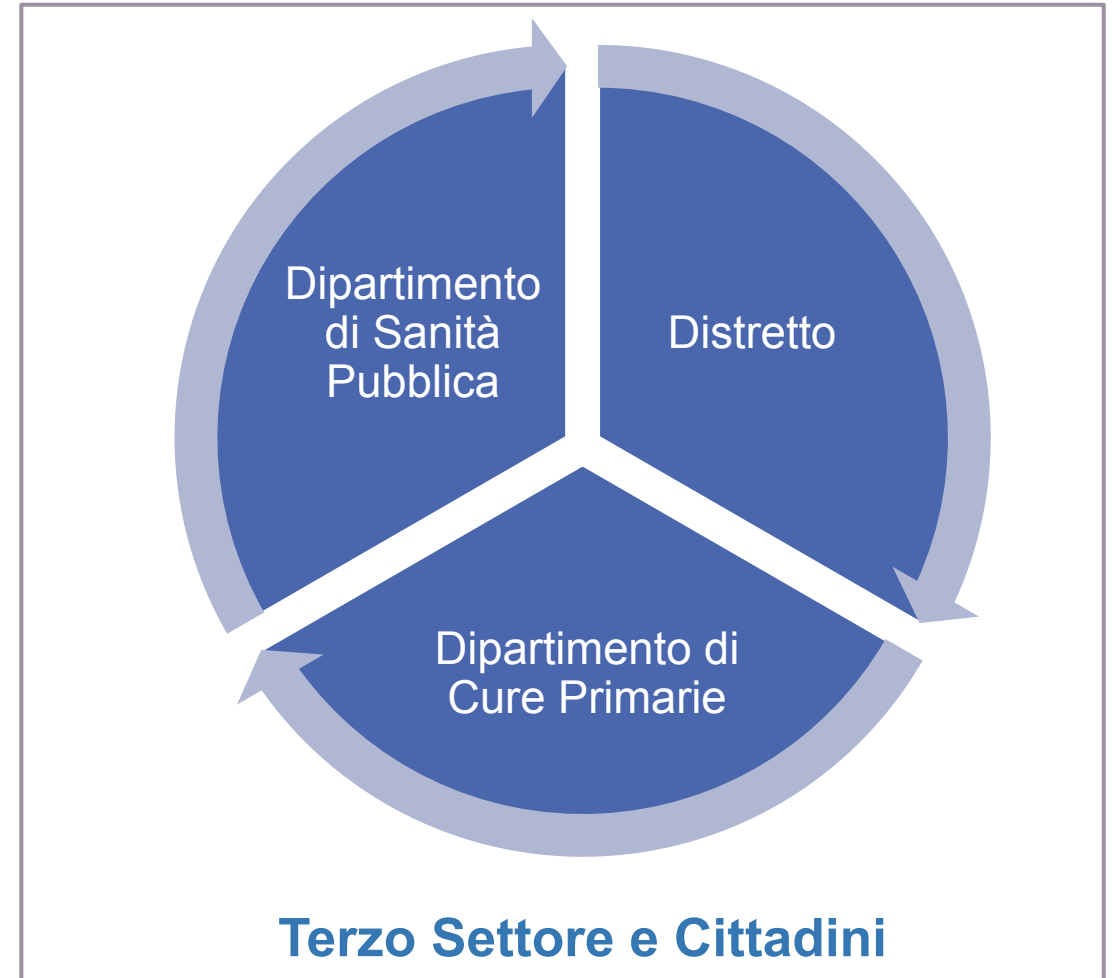 Dipartimento
di Sanità
Pubblica
Distretto
Dipartimento di
Cure Primarie
Terzo Settore e Cittadini